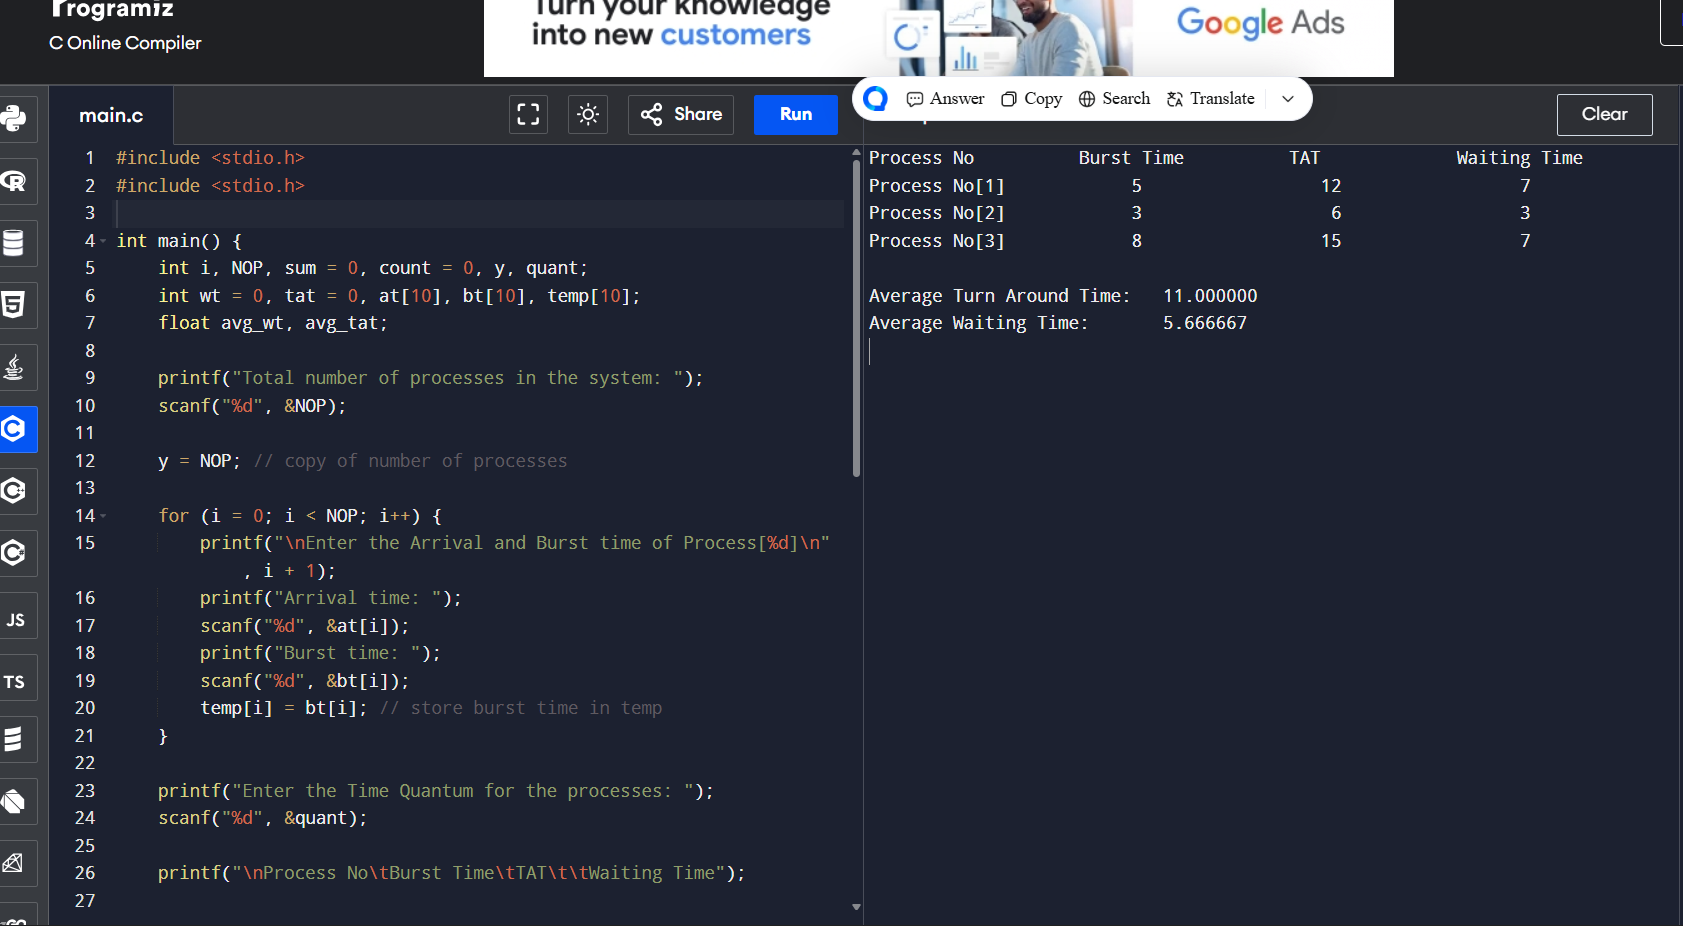 Programiz
C Online Compiler
Turn your knowledge
into new customers
Google Ads
Answer Copy Search Translate
main.c
Share
Run
Clear
1 #include <stdio.h>
2 #include <stdio.h>
3
4 int main() {
5 int i, NOP, sum = 0, count = 0, y, quant;
6 int wt = 0, tat = 0, at[10], bt[10], temp[10];
7 float avg_wt, avg_tat;
8
9 printf("Total number of processes in the system: ");
10 scanf("%d", &NOP);
11
12 y = NOP; // copy of number of processes
13
14 for (i = 0; i < NOP; i++) {
15 printf("\nEnter the Arrival and Burst time of Process[%d]\n"
, i + 1);
16 printf("Arrival time: ");
17 scanf("%d", &at[i]);
18 printf("Burst time: ");
19 scanf("%d", &bt[i]);
20 temp[i] = bt[i]; // store burst time in temp
21 }
22
23 printf("Enter the Time Quantum for the processes: ");
24 scanf("%d", &quant);
25
26 printf("\nProcess No\tBurst Time\tTAT\t\tWaiting Time");
27
Process No Burst Time TAT Waiting Time
Process No[1] 5 12 7
Process No[2] 3 6 3
Process No[3] 8 15 7
Average Turn Around Time: 11.000000
Average Waiting Time: 5.666667
R
5
C
C
C
JS
TS